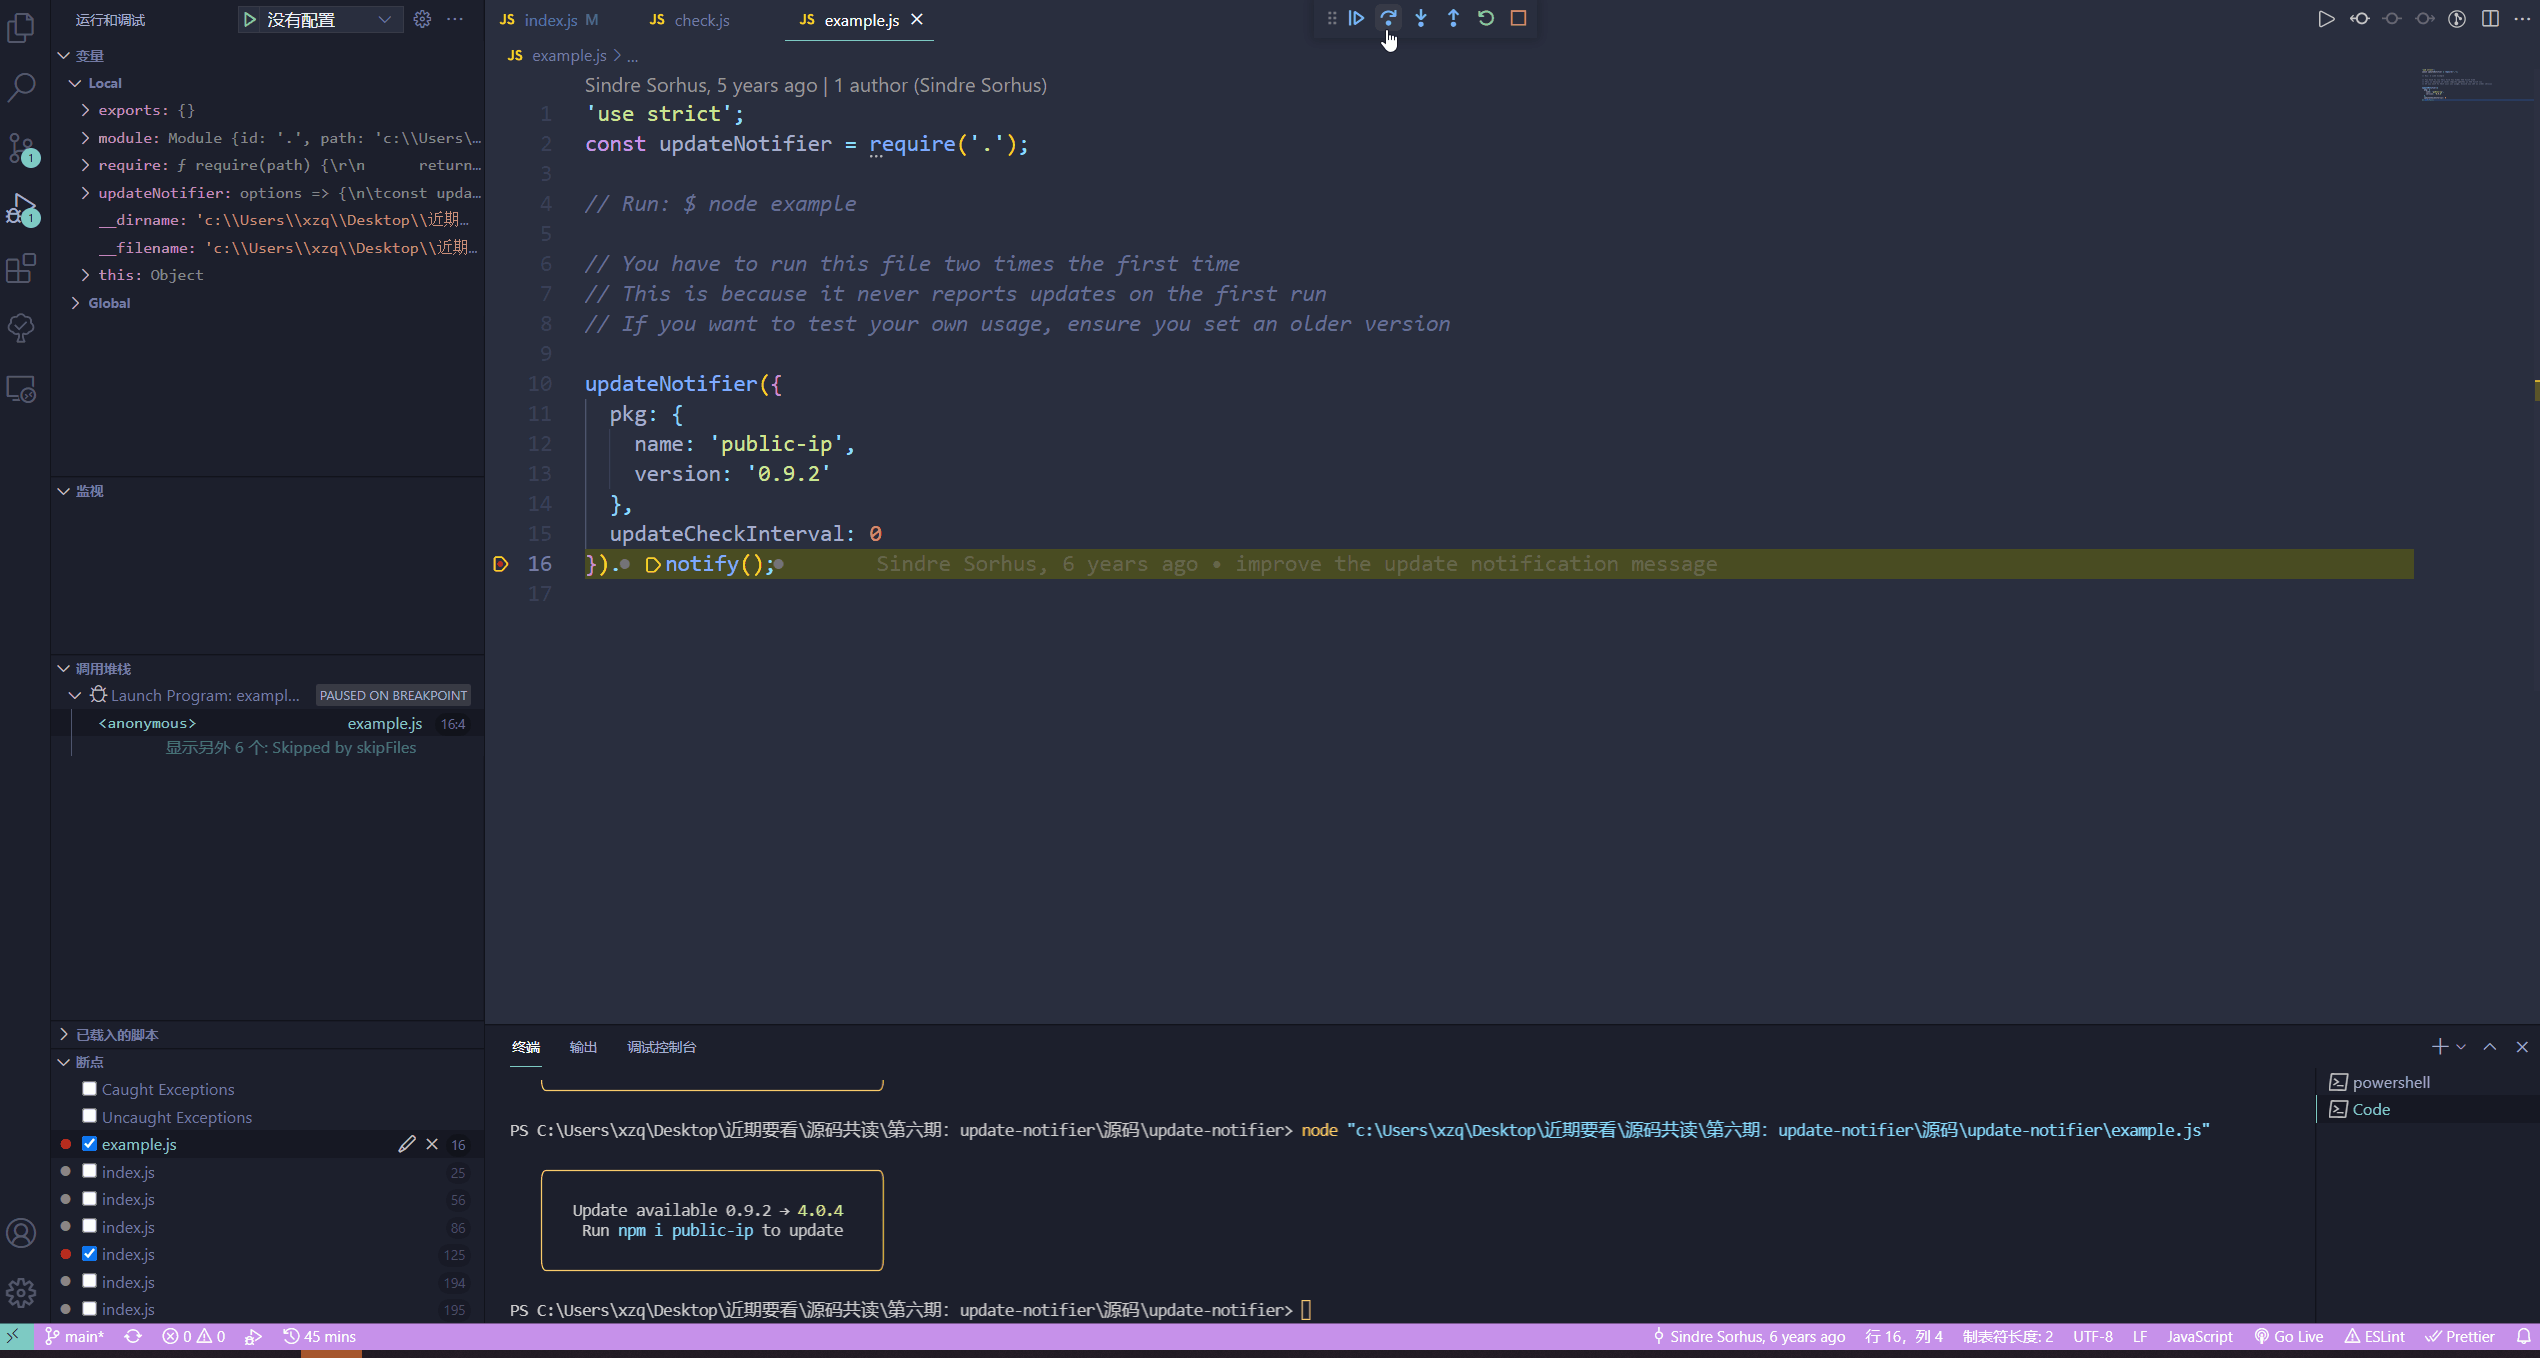 运行和调试
没有配置
变量
Local
exports: {}
module: Module {id: '.', path: 'c:\\Users\…
require: ƒ require(path) {\r\n      return…
updateNotifier: options => {\n\tconst upda…
__dirname: 'c:\\Users\\xzq\\Desktop\\近期…
__filename: 'c:\\Users\\xzq\\Desktop\\近期…
this: Object
Global
监视
调用堆栈
Launch Program: exampl... PAUSED ON BREAKPOINT
<anonymous> example.js 16:4
显示另外 6 个: Skipped by skipFiles
已载入的脚本
断点
Caught Exceptions
Uncaught Exceptions
example.js 16
index.js 25
index.js 56
index.js 86
index.js 125
index.js 194
index.js 195
JS index.js M JS check.js JS example.js
JS example.js > ...
Sindre Sorhus, 5 years ago | 1 author (Sindre Sorhus)
1 'use strict';
2 const updateNotifier = require('.');
3
4 // Run: $ node example
5
6 // You have to run this file two times the first time
7 // This is because it never reports updates on the first run
8 // If you want to test your own usage, ensure you set an older version
9
10 updateNotifier({
11 pkg: {
12 name: 'public-ip',
13 version: '0.9.2'
14 },
15 updateCheckInterval: 0
16 }).notify(); Sindre Sorhus, 6 years ago • improve the update notification message
17
终端 输出 调试控制台
PS C:\Users\xzq\Desktop\近期要看\源码共读\第六期：update-notifier\源码\update-notifier> node "c:\Users\xzq\Desktop\近期要看\源码共读\第六期：update-notifier\源码\update-notifier\example.js"
Update available 0.9.2 → 4.0.4
Run npm i public-ip to update
PS C:\Users\xzq\Desktop\近期要看\源码共读\第六期：update-notifier\源码\update-notifier>
powershell
Code
1
1
main* 0 0 45 mins Sindre Sorhus, 6 years ago 行 16，列 4 制表符长度: 2 UTF-8 LF JavaScript Go Live ESLint Prettier